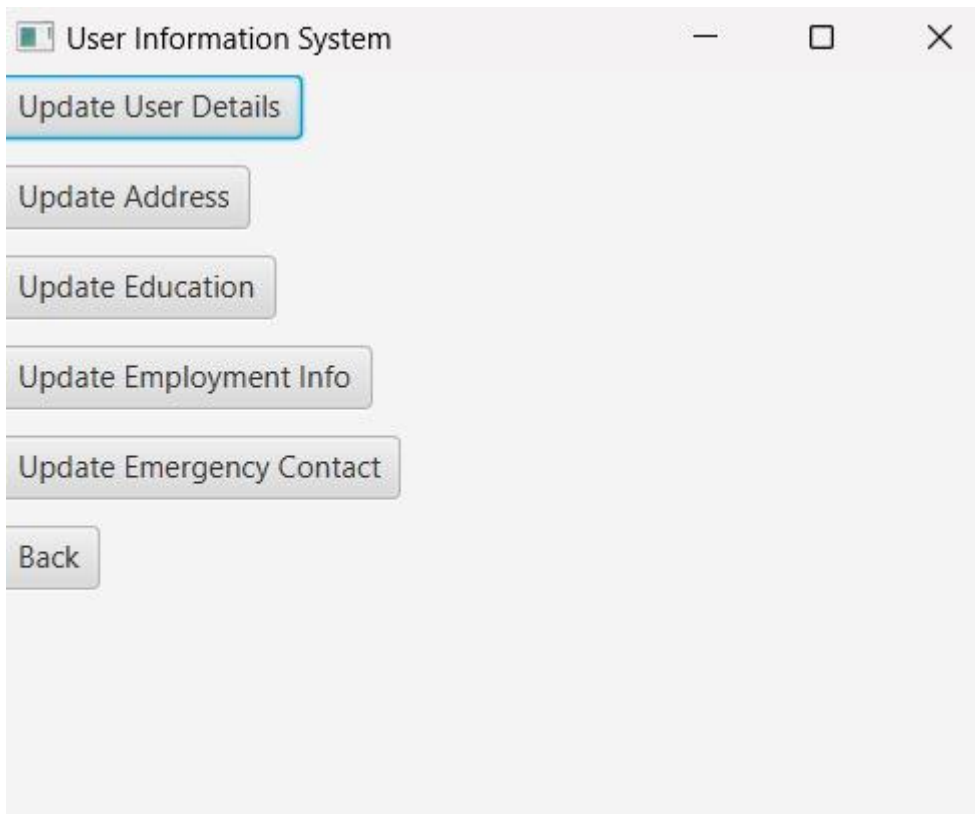 User Information System
Update User Details
Update Address
Update Education
Update Employment Info
Update Emergency Contact
Back